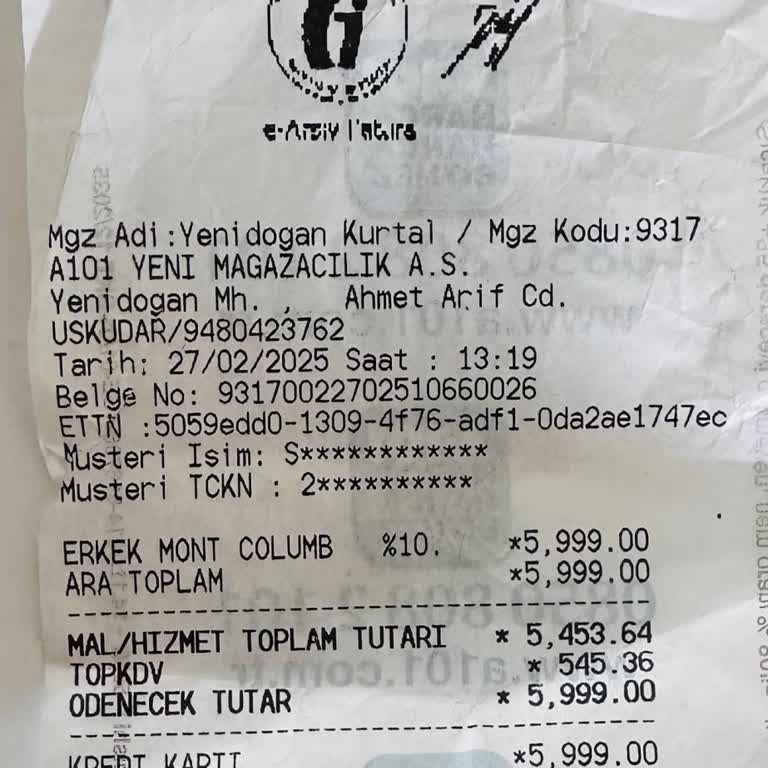 e-Arşiv Fatura
Mgz Adi:Yenidogan Kurtal / Mgz Kodu:9317
A101 YENI MAGAZACILIK A.S.
Yenidogan Mh. , Ahmet Arif Cd.
USKUDAR/9480423762
Tarih: 27/02/2025 Saat : 13:19
Belge No: 93170022702510660026
ETTN :5059edd0-1309-4f76-adf1-0da2ae1747ec
Musteri Isim: S************
Musteri TCKN : 2**********
ERKEK MONT COLUMB %10. *5,999.00
ARA TOPLAM *5,999.00
MAL/HIZMET TOPLAM TUTARI * 5,453.64
TOPKDV * 545.36
ODENECEK TUTAR * 5,999.00
KREDI KARTI *5,999.00